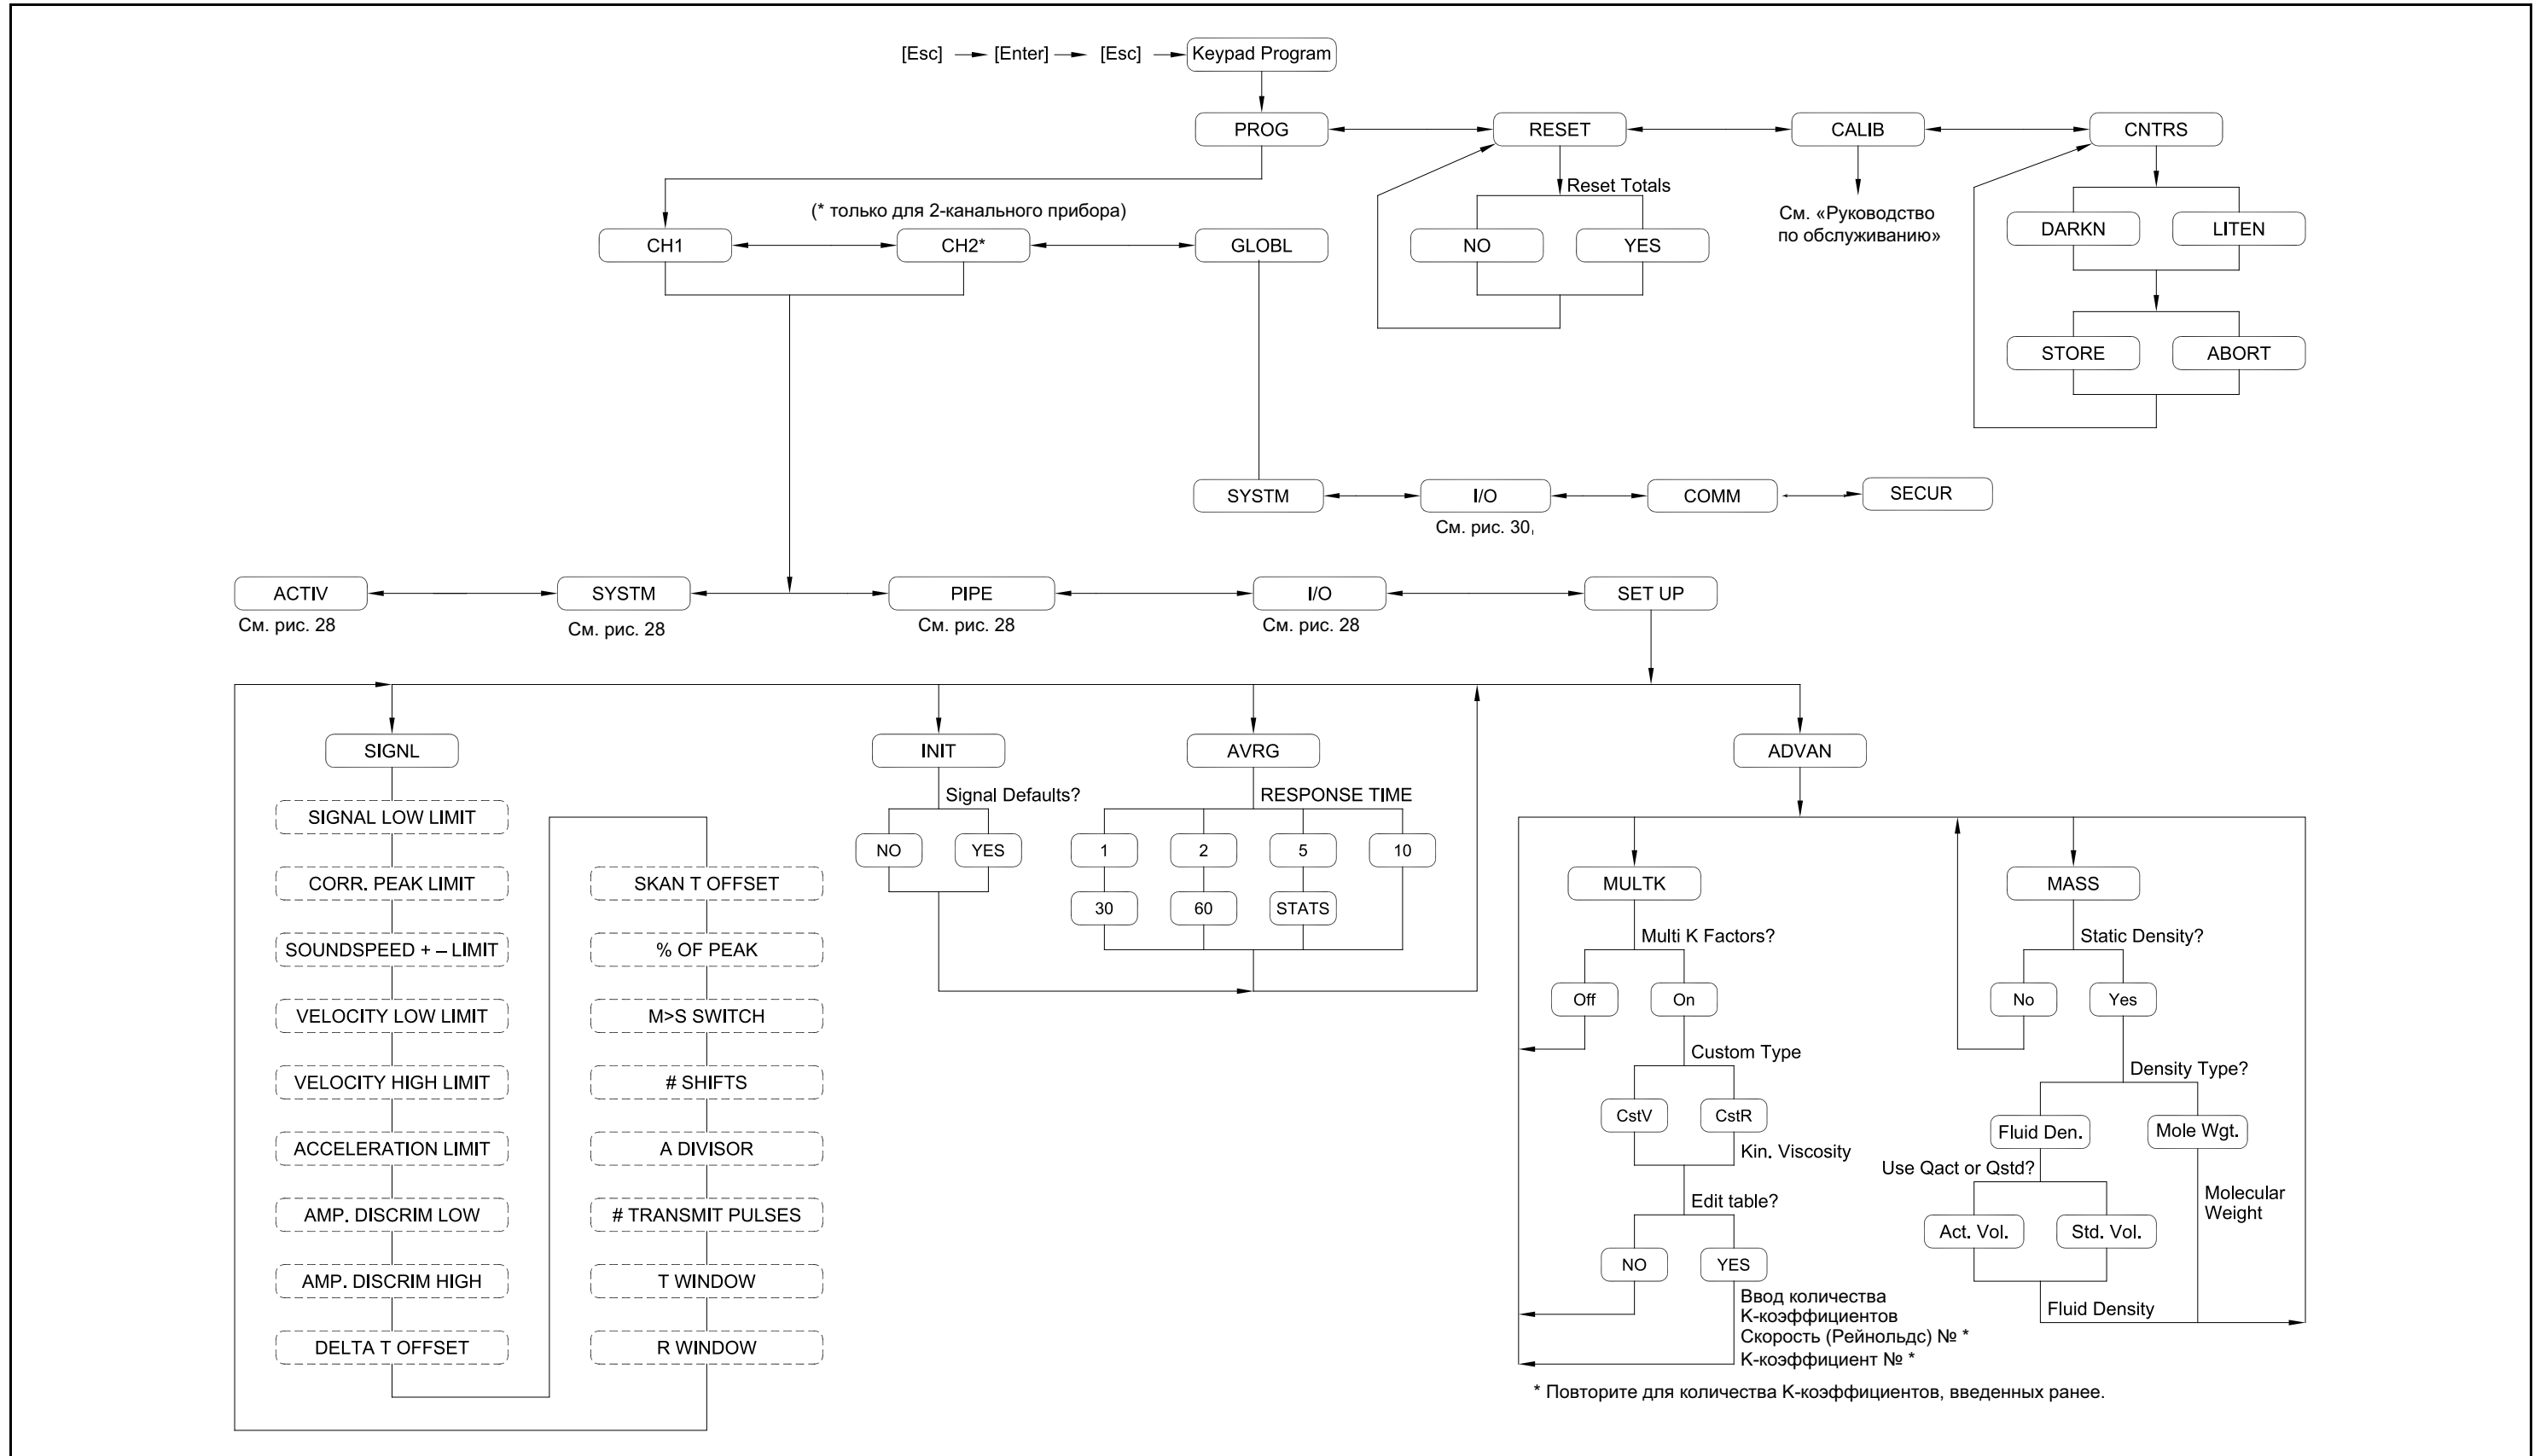 [Esc] [Enter] [Esc] Keypad Program
PROG RESET CALIB CNTRS
Reset Totals
(* только для 2-канального прибора)
См. «Руководство
по обслуживанию»
DARKN LITEN
CH1 CH2* GLOBL
NO YES
STORE ABORT
SYSTM I/O COMM SECUR
См. рис. 30,
ACTIV SYSTM PIPE I/O SET UP
См. рис. 28 См. рис. 28 См. рис. 28 См. рис. 28
SIGNL INIT AVRG ADVAN
SIGNAL LOW LIMIT
CORR. PEAK LIMIT
SOUNDSPEED + – LIMIT
VELOCITY LOW LIMIT
VELOCITY HIGH LIMIT
ACCELERATION LIMIT
AMP. DISCRIM LOW
AMP. DISCRIM HIGH
DELTA T OFFSET
SKAN T OFFSET
% OF PEAK
M>S SWITCH
# SHIFTS
A DIVISOR
# TRANSMIT PULSES
T WINDOW
R WINDOW
Signal Defaults?
NO YES
RESPONSE TIME
1 2 5 10
30 60 STATS
MULTK
Multi K Factors?
Off On
Custom Type
CstV CstR
Kin. Viscosity
Edit table?
NO YES
Ввод количества
К-коэффициентов
Скорость (Рейнольдс) № *
К-коэффициент № *
MASS
Static Density?
No Yes
Density Type?
Fluid Den. Mole Wgt.
Use Qact or Qstd?
Act. Vol. Std. Vol.
Molecular
Weight
Fluid Density
* Повторите для количества К-коэффициентов, введенных ранее.